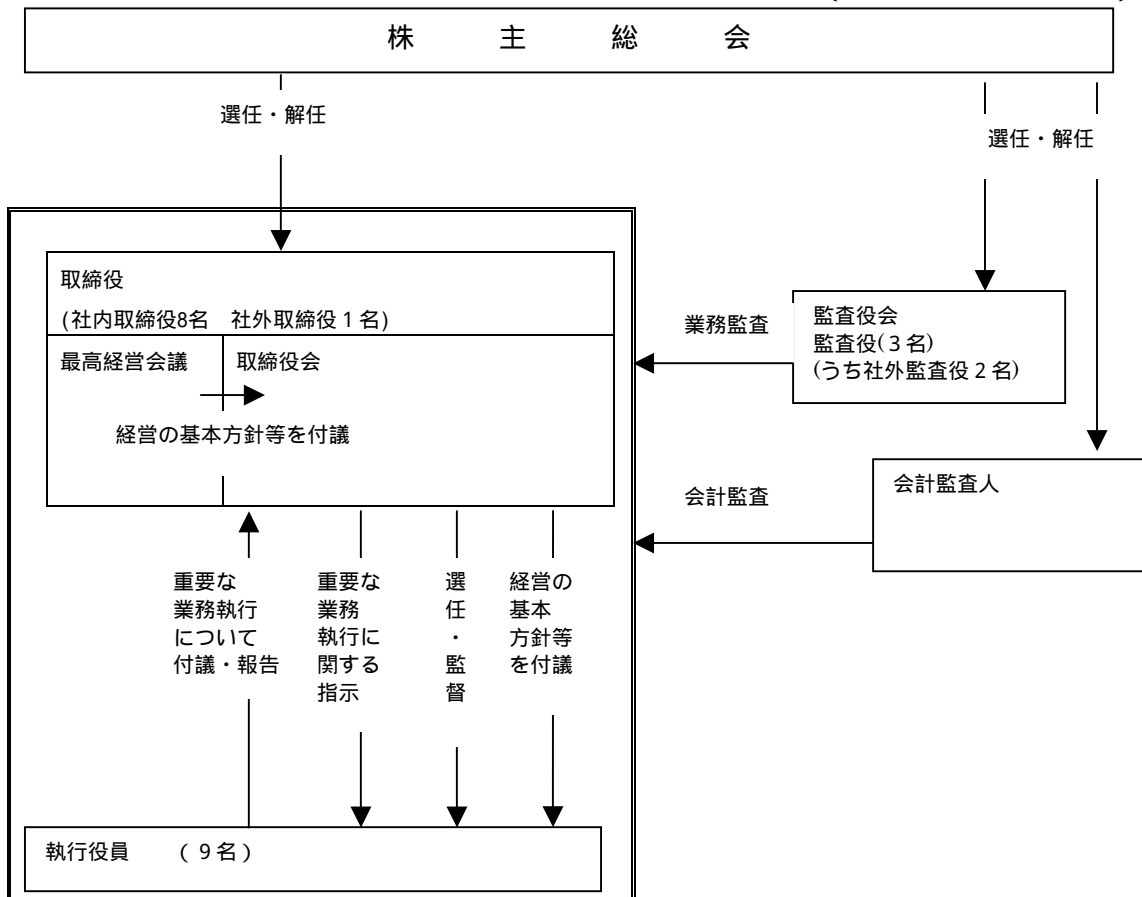 株 主 総 会
選任・解任
選任・解任
取締役
(社内取締役8名 社外取締役1名)
最高経営会議
取締役会
経営の基本方針等を付議
業務監査
監査役会
監査役(3名)
(うち社外監査役2名)
会計監査
会計監査人
重要な
業務執行
について
付議・報告
重要な
業務
執行に
関する
指示
選
任
・
監
督
経営の
基本
方針等
を付議
執行役員 (9名)